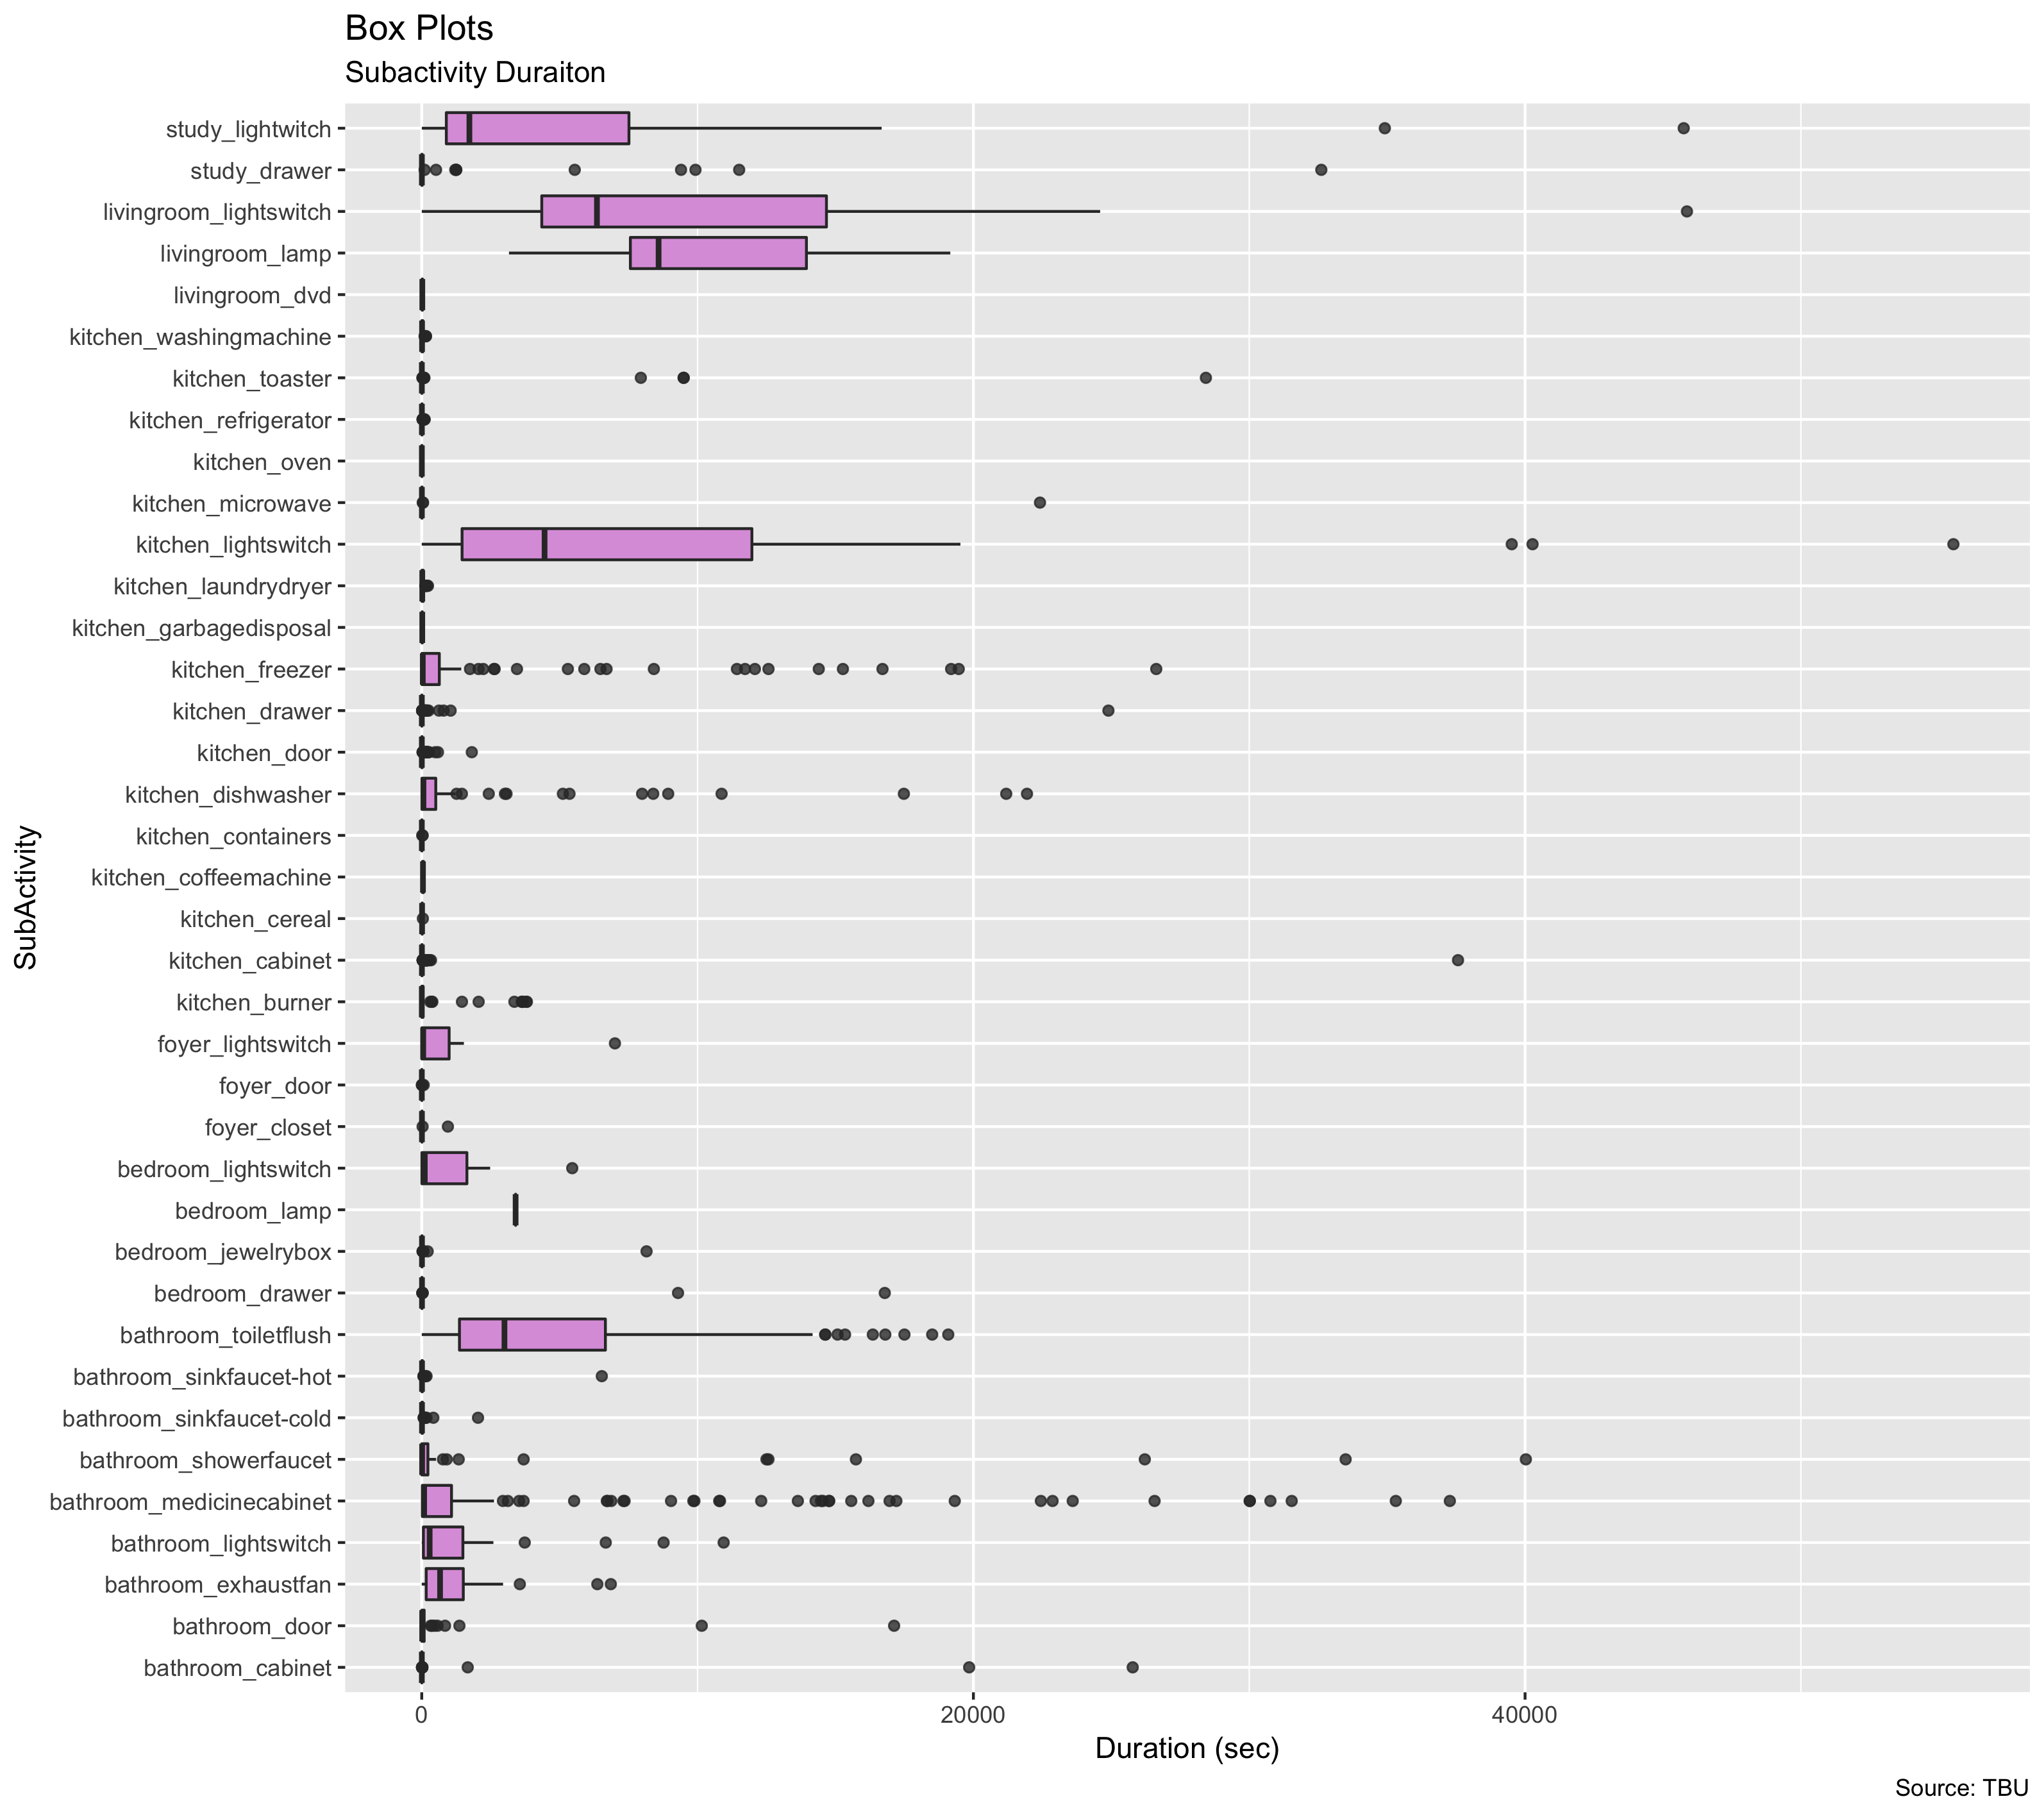 Box Plots
Subactivity Duraiton
study_lightwitch
study_drawer
livingroom_lightswitch
livingroom_lamp
livingroom_dvd
kitchen_washingmachine
kitchen_toaster
kitchen_refrigerator
kitchen_oven
kitchen_microwave
kitchen_lightswitch
kitchen_laundrydryer
kitchen_garbagedisposal
kitchen_freezer
kitchen_drawer
kitchen_door
kitchen_dishwasher
kitchen_containers
kitchen_coffeemachine
kitchen_cereal
kitchen_cabinet
kitchen_burner
foyer_lightswitch
foyer_door
foyer_closet
bedroom_lightswitch
bedroom_lamp
bedroom_jewelrybox
bedroom_drawer
bathroom_toiletflush
bathroom_sinkfaucet-hot
bathroom_sinkfaucet-cold
bathroom_showerfaucet
bathroom_medicinecabinet
bathroom_lightswitch
bathroom_exhaustfan
bathroom_door
bathroom_cabinet
SubActivity
0 20000 40000
Duration (sec)
Source: TBU